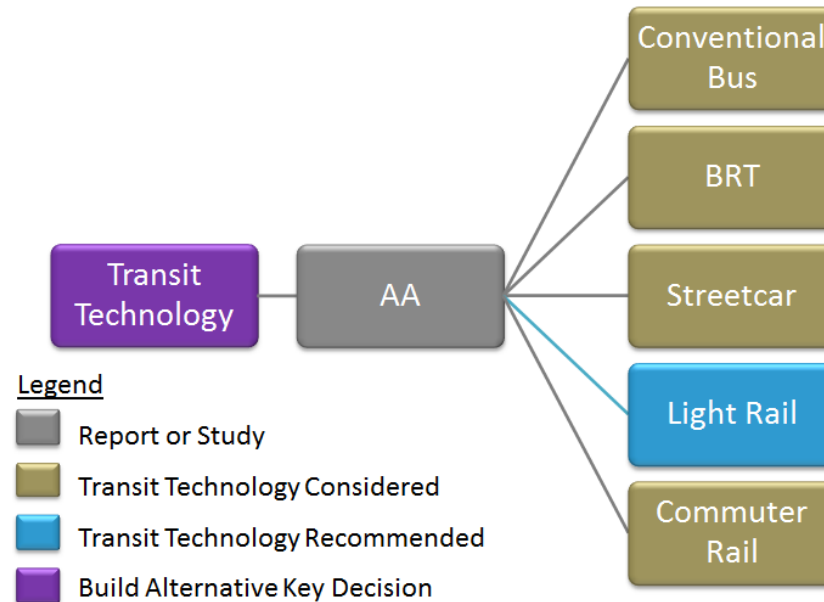 Conventional
Bus
BRT
Transit
Technology
AA
Streetcar
Light Rail
Commuter
Rail
Legend
Report or Study
Transit Technology Considered
Transit Technology Recommended
Build Alternative Key Decision